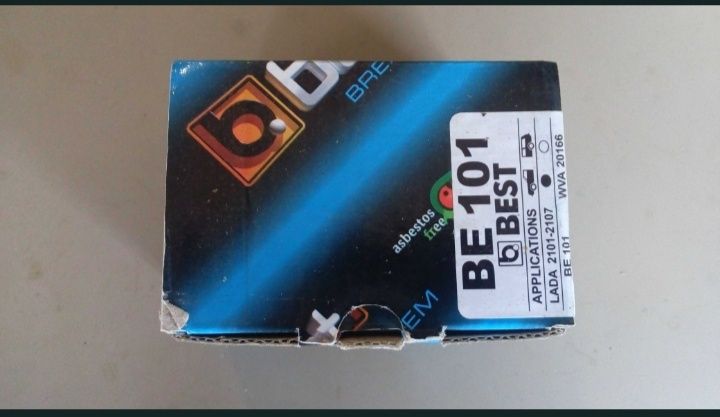 b
BRE
asbestos
free
EM
BE 101
b BEST
APPLICATIONS
LADA 2101-2107
BE 101 WVA 20166